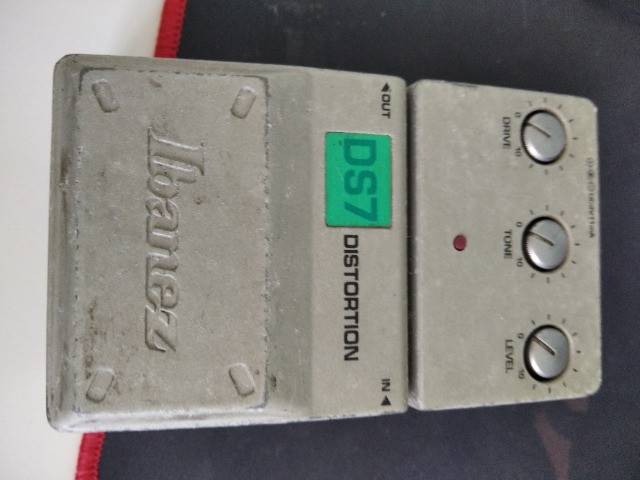 0 10 0 10 0 10
DRIVE TONE LEVEL
◀OUT IN◀
DS7 DISTORTION
Ibanez